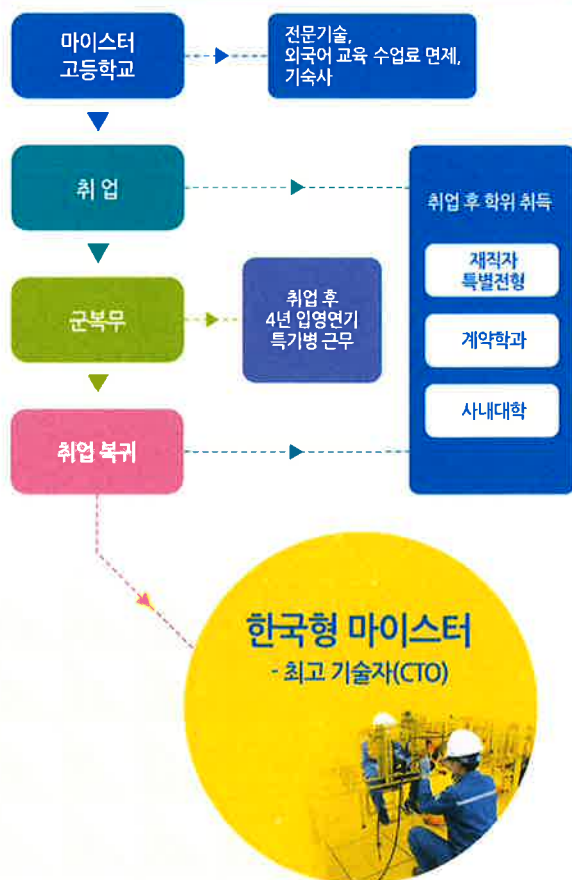 마이스터
고등학교
전문기술,
외국어 교육 수업료 면제,
기숙사
취 업
취업 후 학위 취득
재직자
특별전형
계약학과
사내대학
군복무
취업 후
4년 입영연기
특기병 근무
취업 복귀
한국형 마이스터
- 최고 기술자(CTO)